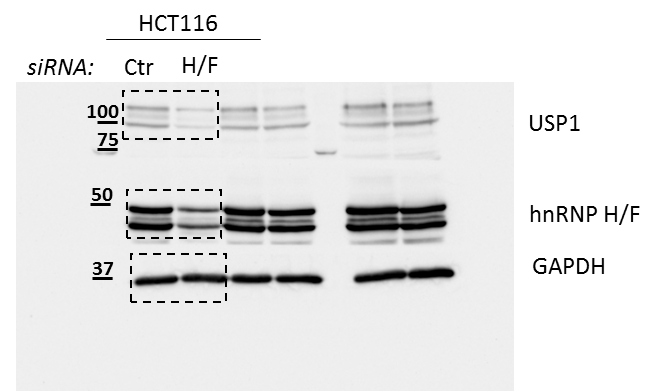 HCT116
siRNA: Ctr H/F
100
USP1
75
50
hnRNP H/F
37
GAPDH